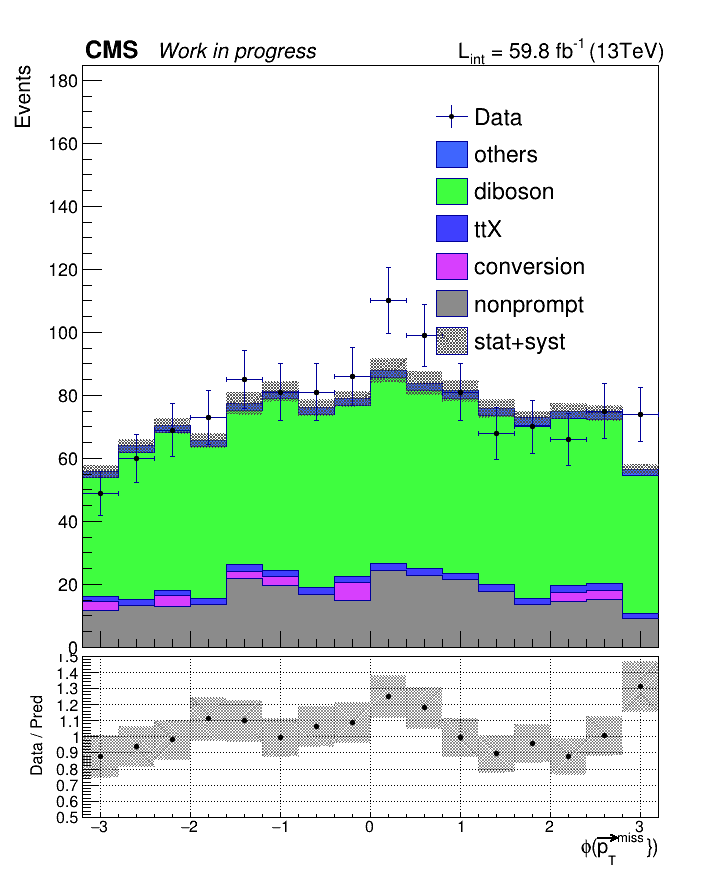 CMS Work in progress L_int = 59.8 fb^-1 (13TeV)
Events
180
160
140
120
100
80
60
40
20
0
Data
others
diboson
ttX
conversion
nonprompt
stat+syst
Data / Pred
1.5
1.4
1.3
1.2
1.1
1
0.9
0.8
0.7
0.6
0.5
−3 −2 −1 0 1 2 3
ϕ(p⃗_T^miss})